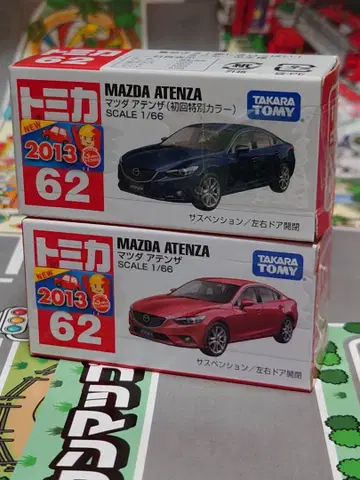 62
トミカ
MAZDA ATENZA
マツダ アテンザ(初回特別カラー)
SCALE 1/66
TAKARA
TOMY
NEW
2013
62
サスペンション/左右ドア開閉
トミカ
MAZDA ATENZA
マツダ アテンザ
SCALE 1/66
TAKARA
TOMY
NEW
2013
62
サスペンション/左右ドア開閉